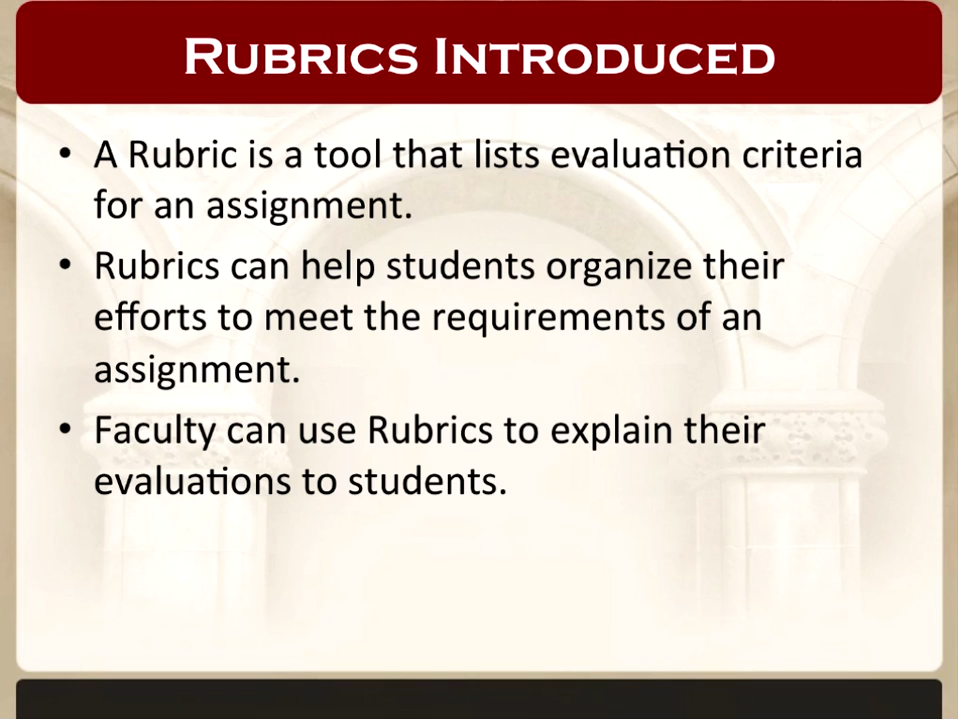 Rubrics Introduced
• A Rubric is a tool that lists evaluation criteria
for an assignment.
• Rubrics can help students organize their
efforts to meet the requirements of an
assignment.
• Faculty can use Rubrics to explain their
evaluations to students.